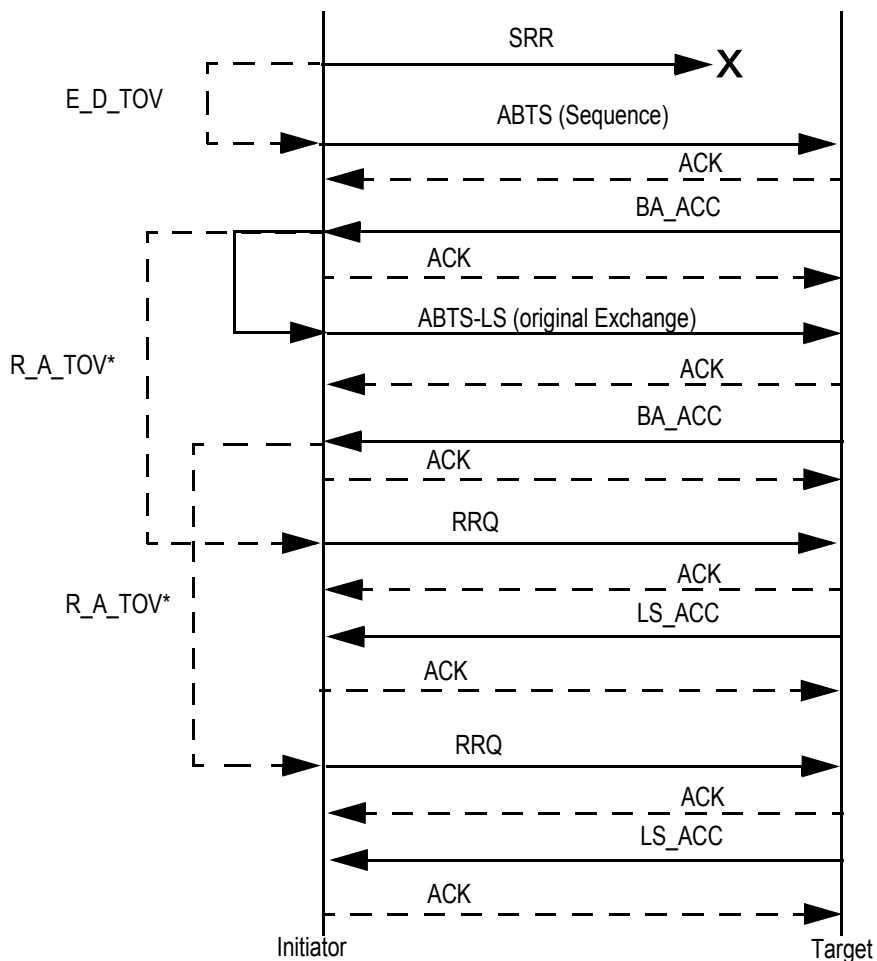 SRR
X
E_D_TOV
ABTS (Sequence)
ACK
BA_ACC
ACK
ABTS-LS (original Exchange)
R_A_TOV*
ACK
BA_ACC
ACK
RRQ
ACK
R_A_TOV*
LS_ACC
ACK
RRQ
ACK
LS_ACC
ACK
Initiator
Target